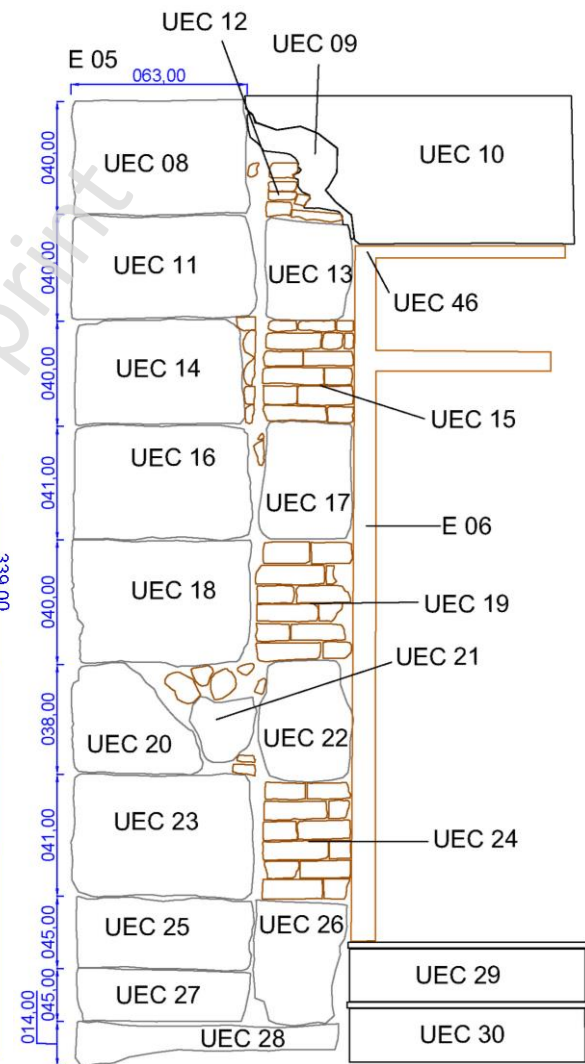 UEC 12
UEC 09
E 05
063,00
040,00
UEC 08
UEC 10
040,00
UEC 11
UEC 13
UEC 46
040,00
UEC 14
UEC 15
041,00
UEC 16
UEC 17
E 06
339,00
040,00
UEC 18
UEC 19
UEC 21
038,00
UEC 20
UEC 22
041,00
UEC 23
UEC 24
045,00
UEC 25
UEC 26
UEC 29
045,00
UEC 27
014,00
UEC 28
UEC 30
print